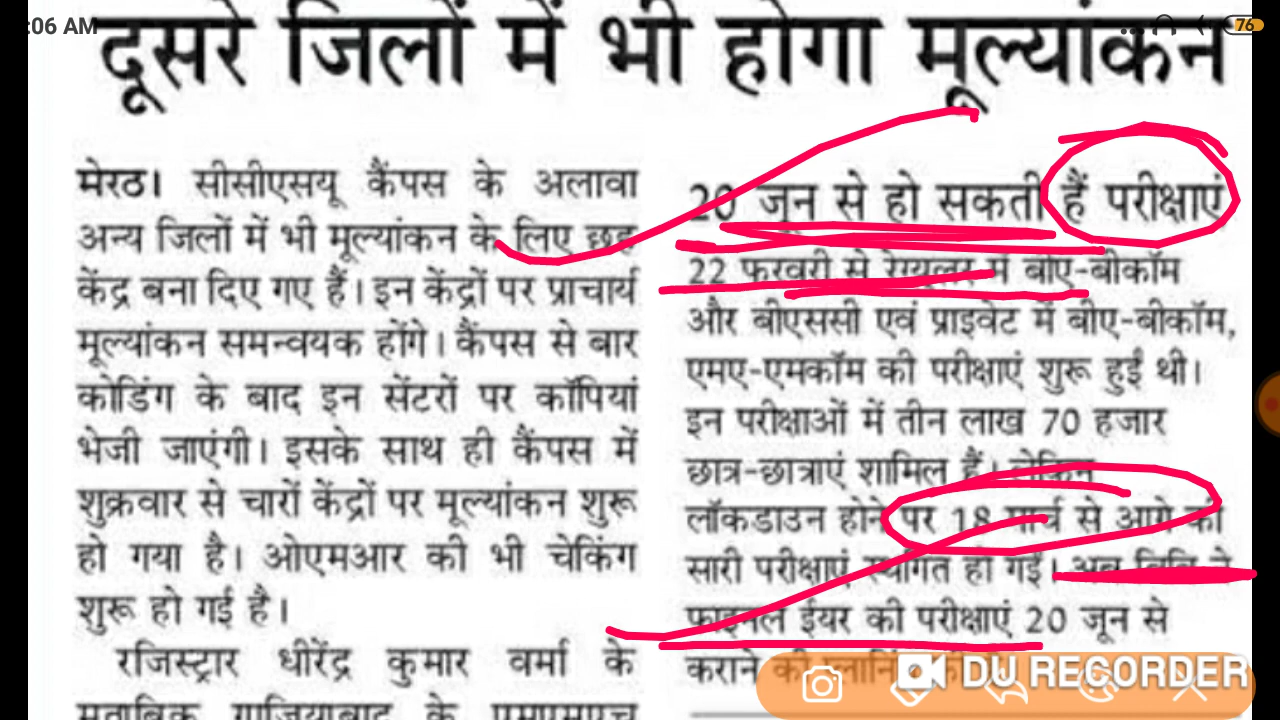 :06 AM
76
दूसरे जिलों में भी होगा मूल्यांकन
मेरठ। सीसीएसयू कैंपस के अलावा
अन्य जिलों में भी मूल्यांकन के लिए छह
केंद्र बना दिए गए हैं। इन केंद्रों पर प्राचार्य
मूल्यांकन समन्वयक होंगे। कैंपस से बार
कोडिंग के बाद इन सेंटरों पर कॉपियां
भेजी जाएंगी। इसके साथ ही कैंपस में
शुक्रवार से चारों केंद्रों पर मूल्यांकन शुरू
हो गया है। ओएमआर की भी चेकिंग
शुरू हो गई है।
रजिस्ट्रार धीरेंद्र कुमार वर्मा के
मुताबिक गाजियाबाद के एमएमएच
20 जून से हो सकती हैं परीक्षाएं
22 फरवरी से रेग्युलर में बीए-बीकॉम
और बीएससी एवं प्राइवेट में बीए-बीकॉम,
एमए-एमकॉम की परीक्षाएं शुरू हुई थी।
इन परीक्षाओं में तीन लाख 70 हजार
छात्र-छात्राएं शामिल हैं। लेकिन
लॉकडाउन होने पर 18 मार्च से आगे की
सारी परीक्षाएं स्थगित हो गईं। अब विवि ने
फाइनल ईयर की परीक्षाएं 20 जून से
कराने की प्लानिंग की
DU RECORDER